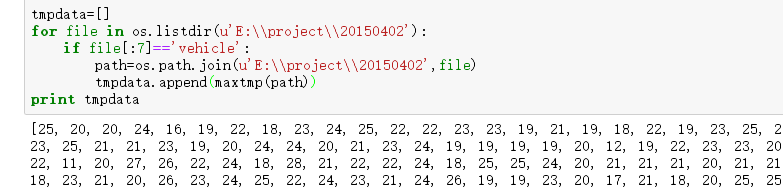 tmpdata=[]
for file in os.listdir(u'E:\\project\\20150402'):
    if file[:7]=='vehicle':
        path=os.path.join(u'E:\\project\\20150402',file)
        tmpdata.append(maxtmp(path))
print tmpdata
[25, 20, 20, 24, 16, 19, 22, 18, 23, 24, 25, 22, 22, 23, 23, 19, 21, 19, 18, 22, 19, 23, 25, 2
23, 25, 21, 21, 23, 19, 20, 24, 24, 20, 21, 23, 24, 19, 19, 19, 19, 20, 12, 19, 22, 23, 23, 20
22, 11, 20, 27, 26, 22, 24, 18, 28, 21, 22, 22, 24, 18, 25, 25, 24, 20, 21, 21, 21, 20, 21, 21
18, 23, 21, 20, 26, 23, 24, 25, 22, 24, 23, 21, 24, 26, 19, 19, 23, 20, 17, 21, 18, 20, 25, 25